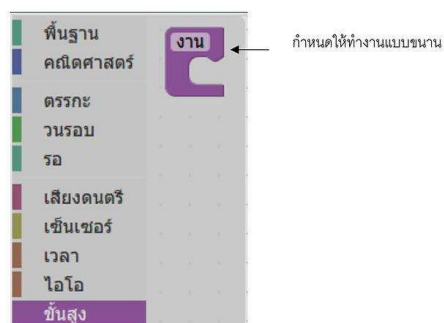 พื้นฐาน
คณิตศาสตร์
ตรรกะ
วนรอบ
รอ
เสียงดนตรี
เซ็นเซอร์
เวลา
ไอโอ
ขั้นสูง
งาน
กำหนดให้ทำงานแบบขนาน